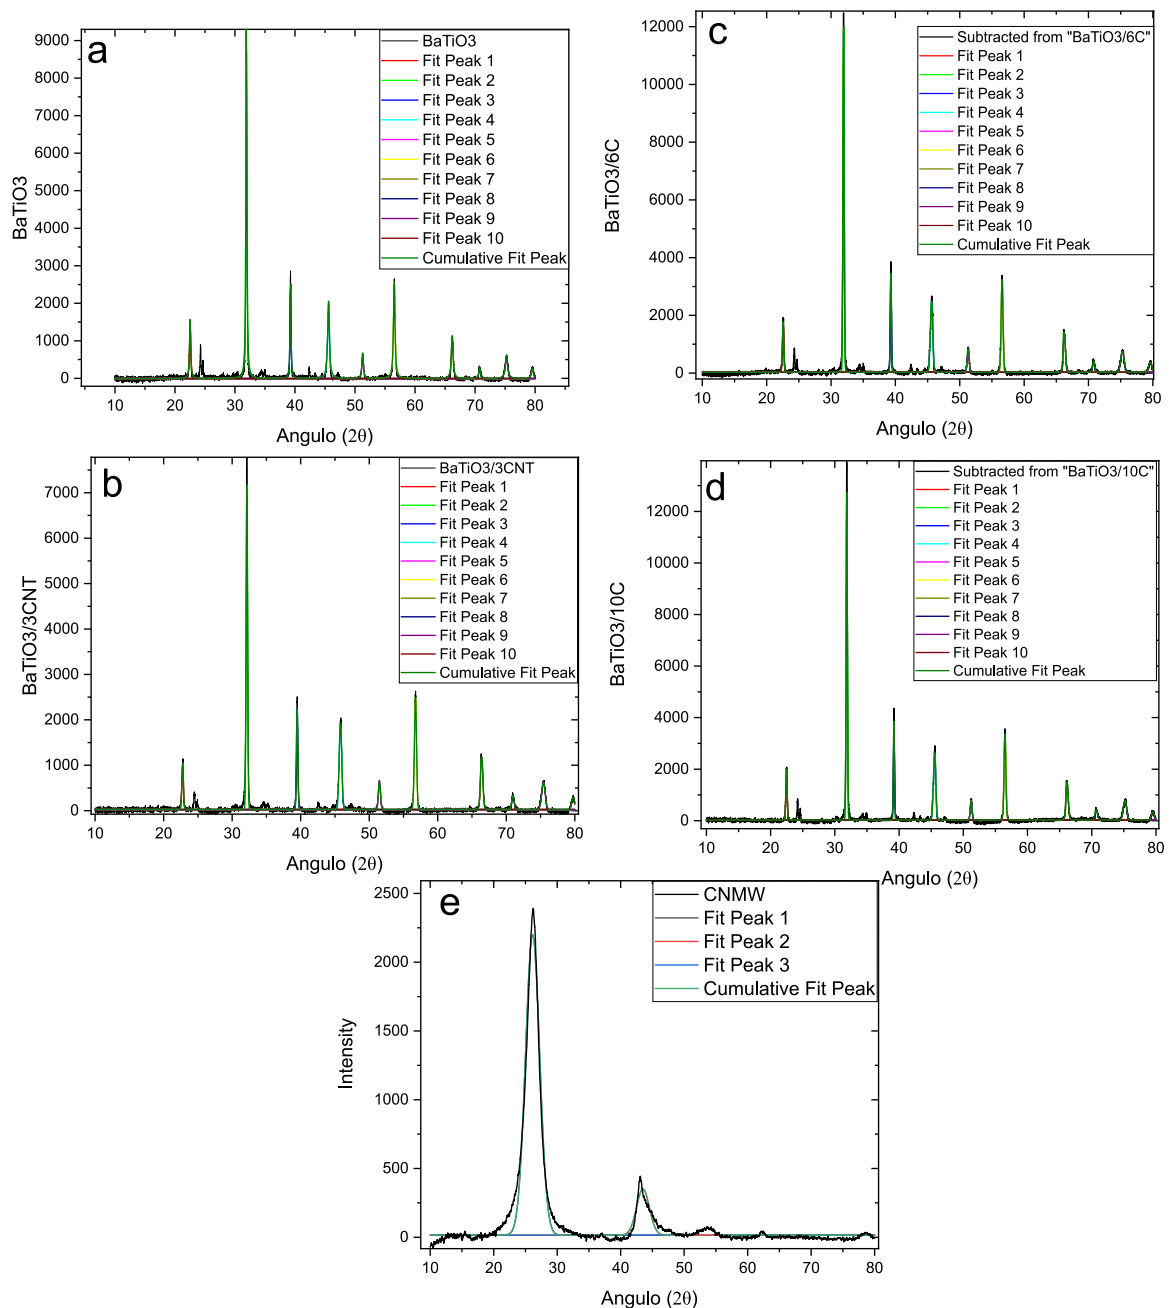 a
BaTiO3
Fit Peak 1
Fit Peak 2
Fit Peak 3
Fit Peak 4
Fit Peak 5
Fit Peak 6
Fit Peak 7
Fit Peak 8
Fit Peak 9
Fit Peak 10
Cumulative Fit Peak
9000
8000
7000
6000
5000
4000
3000
2000
1000
0
BaTiO3
10 20 30 40 50 60 70 80
Angulo (2θ)
c
Subtracted from "BaTiO3/6C"
Fit Peak 1
Fit Peak 2
Fit Peak 3
Fit Peak 4
Fit Peak 5
Fit Peak 6
Fit Peak 7
Fit Peak 8
Fit Peak 9
Fit Peak 10
Cumulative Fit Peak
12000
10000
8000
6000
4000
2000
0
BaTiO3/6C
10 20 30 40 50 60 70 80
Angulo (2θ)
b
BaTiO3/3CNT
Fit Peak 1
Fit Peak 2
Fit Peak 3
Fit Peak 4
Fit Peak 5
Fit Peak 6
Fit Peak 7
Fit Peak 8
Fit Peak 9
Fit Peak 10
Cumulative Fit Peak
7000
6000
5000
4000
3000
2000
1000
0
BaTiO3/3CNT
10 20 30 40 50 60 70 80
Angulo (2θ)
d
Subtracted from "BaTiO3/10C"
Fit Peak 1
Fit Peak 2
Fit Peak 3
Fit Peak 4
Fit Peak 5
Fit Peak 6
Fit Peak 7
Fit Peak 8
Fit Peak 9
Fit Peak 10
Cumulative Fit Peak
12000
10000
8000
6000
4000
2000
0
BaTiO3/10C
10 20 30 40 50 60 70 80
Angulo (2θ)
e
CNMW
Fit Peak 1
Fit Peak 2
Fit Peak 3
Cumulative Fit Peak
2500
2000
1500
1000
500
0
Intensity
10 20 30 40 50 60 70 80
Angulo (2θ)